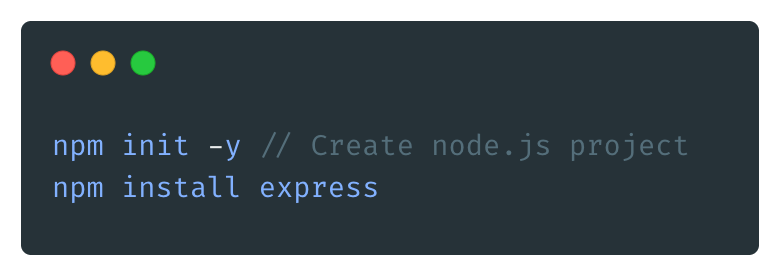 npm init -y // Create node.js project
npm install express